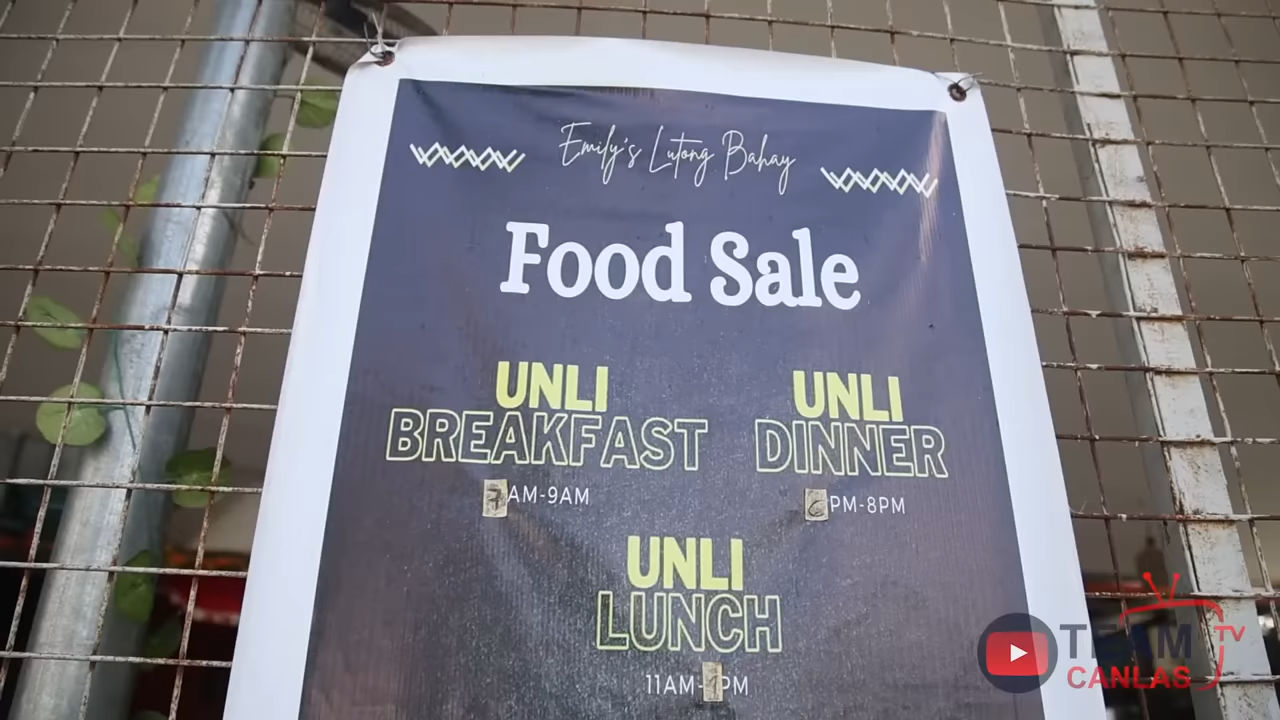 Emily's Lutong Bahay
Food Sale
UNLI
BREAKFAST
7AM-9AM
UNLI
DINNER
6PM-8PM
UNLI
LUNCH
11AM-1PM
TEAM TV
CANLAS